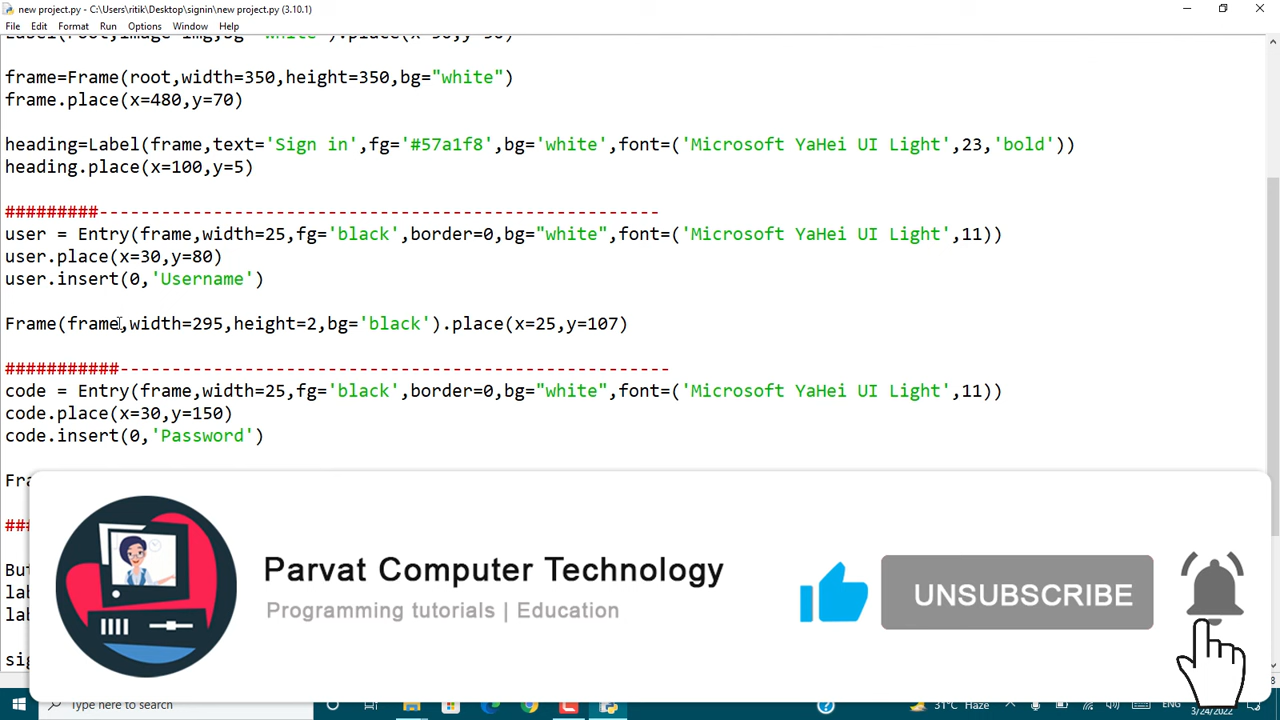 new project.py - C:\Users\ritik\Desktop\signin\new project.py (3.10.1)
File Edit Format Run Options Window Help
frame=Frame(root,width=350,height=350,bg="white")
frame.place(x=480,y=70)
heading=Label(frame,text='Sign in',fg='#57a1f8',bg='white',font=('Microsoft YaHei UI Light',23,'bold'))
heading.place(x=100,y=5)
#########------------------------------------------------------
user = Entry(frame,width=25,fg='black',border=0,bg="white",font=('Microsoft YaHei UI Light',11))
user.place(x=30,y=80)
user.insert(0,'Username')
Frame(frame,width=295,height=2,bg='black').place(x=25,y=107)
###########-----------------------------------------------------
code = Entry(frame,width=25,fg='black',border=0,bg="white",font=('Microsoft YaHei UI Light',11))
code.place(x=30,y=150)
code.insert(0,'Password')
Parvat Computer Technology
Programming tutorials | Education
UNSUBSCRIBE
Type here to search
31°C Haze
ENG
3/24/2022